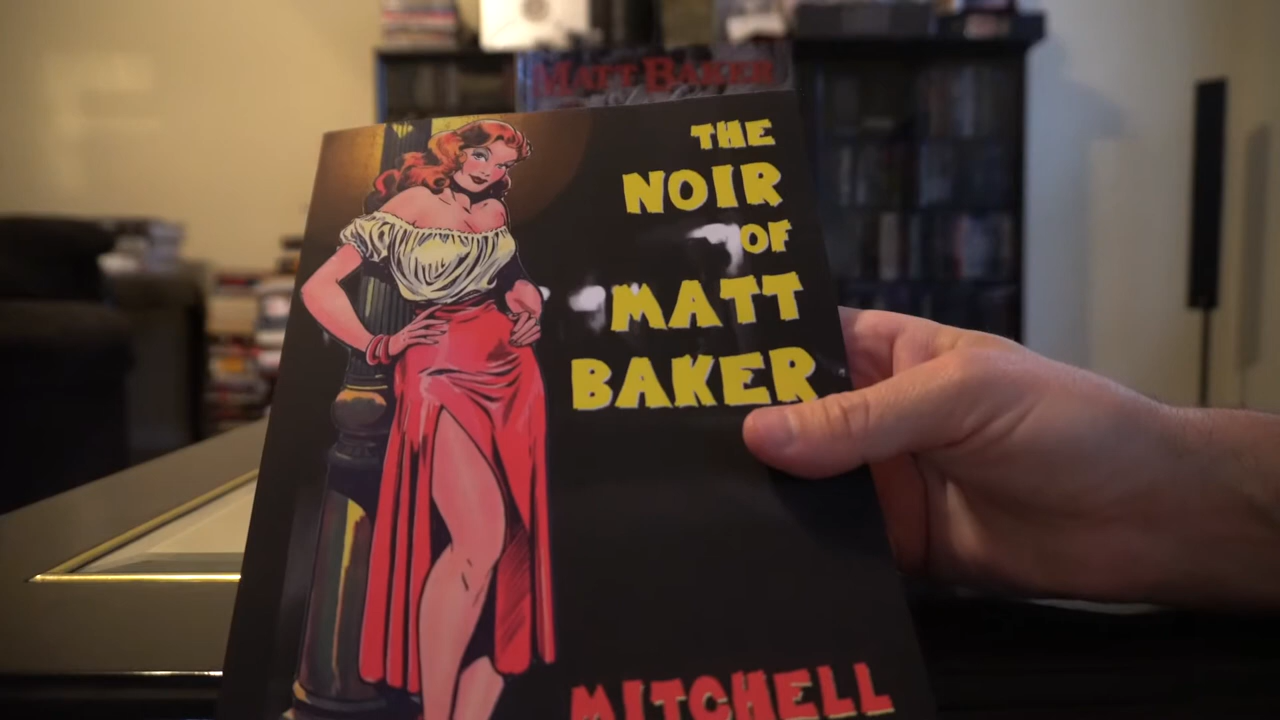 MATT BAKER
THE
NOIR
OF
MATT
BAKER
MITCHELL